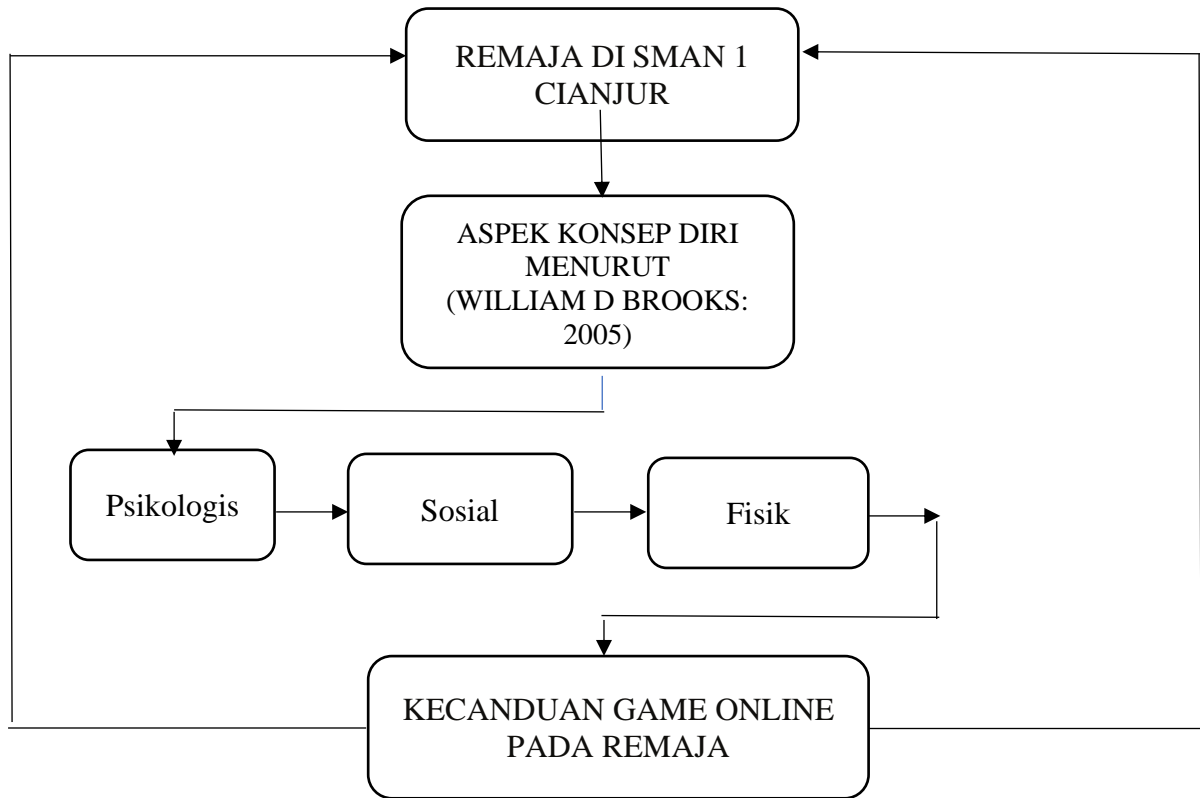 REMAJA DI SMAN 1
CIANJUR
ASPEK KONSEP DIRI
MENURUT
(WILLIAM D BROOKS:
2005)
Psikologis
Sosial
Fisik
KECANDUAN GAME ONLINE
PADA REMAJA